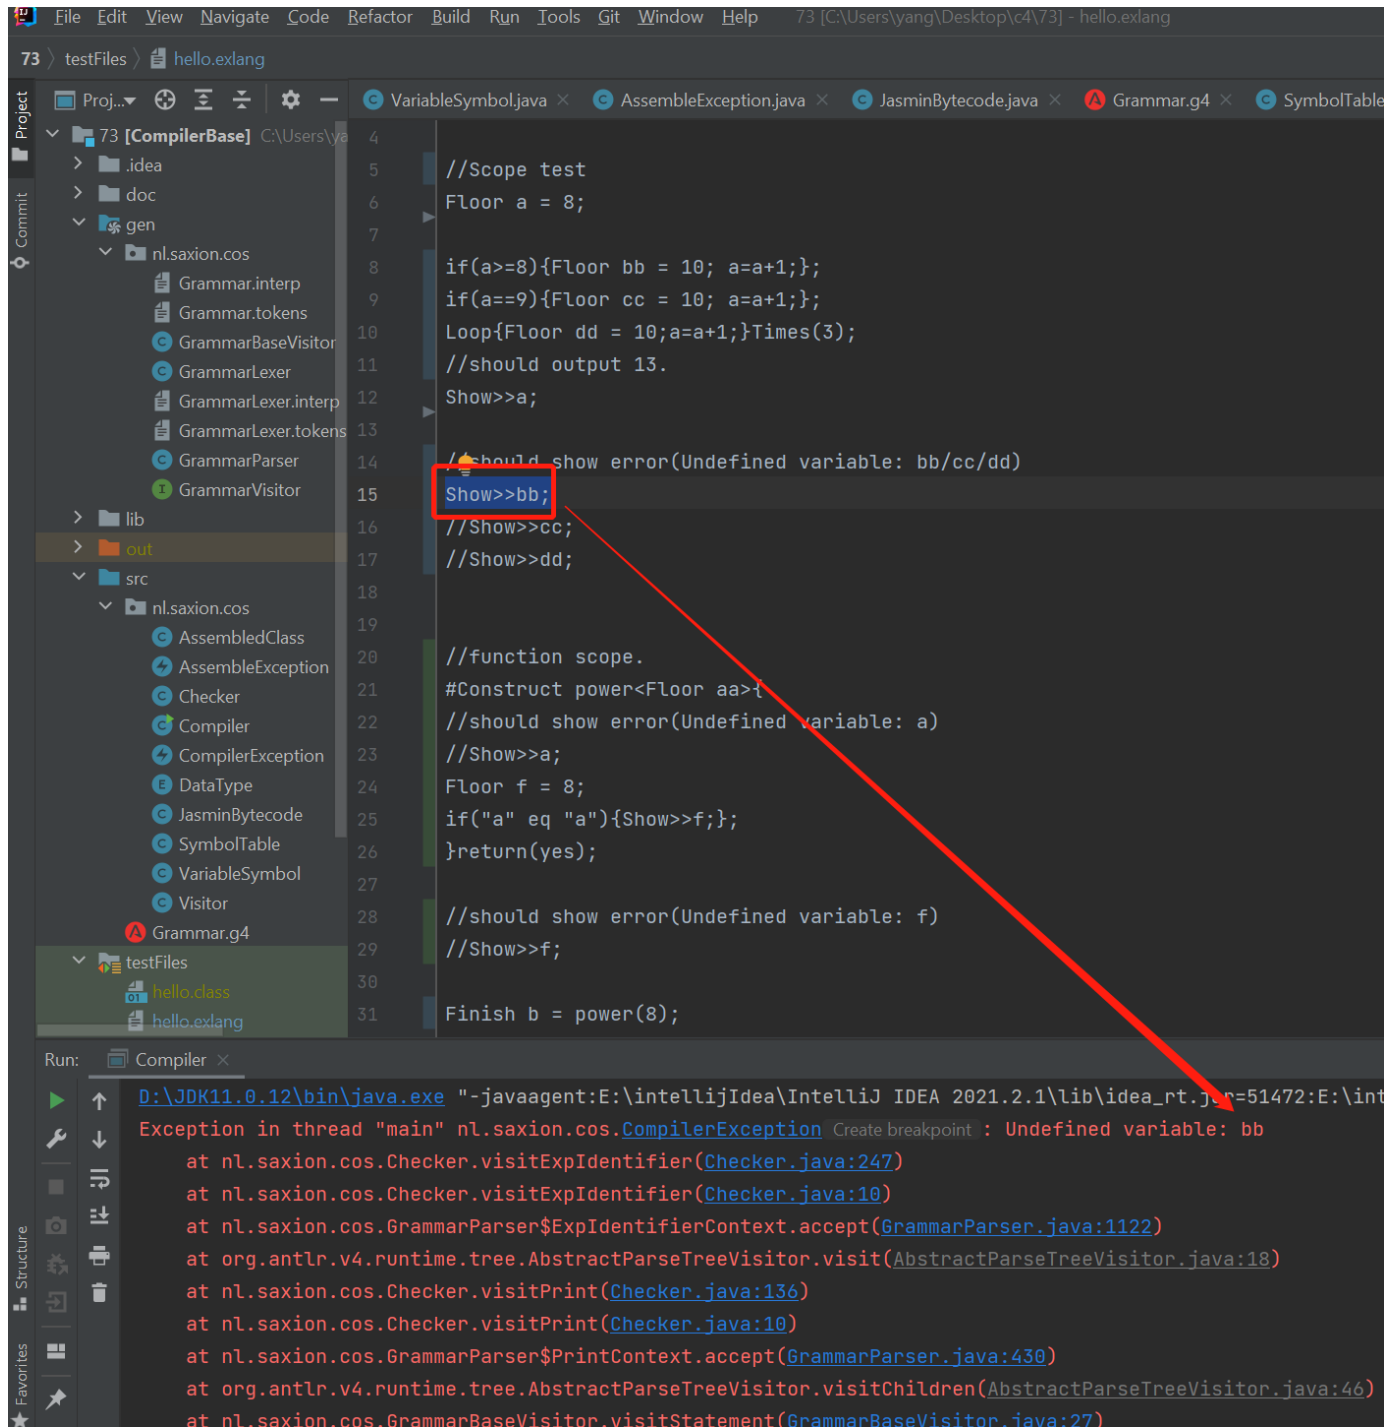 File Edit View Navigate Code Refactor Build Run Tools Git Window Help 73 [C:\Users\yang\Desktop\c4\73] - hello.exlang
73 testFiles hello.exlang
Proj... VariableSymbol.java AssembleException.java JasminBytecode.java Grammar.g4 SymbolTable
Project
Commit
Structure
Favorites
73 [CompilerBase] C:\Users\ya
.idea
doc
gen
nl.saxion.cos
Grammar.interp
Grammar.tokens
GrammarBaseVisitor
GrammarLexer
GrammarLexer.interp
GrammarLexer.tokens
GrammarParser
GrammarVisitor
lib
out
src
nl.saxion.cos
AssembledClass
AssembleException
Checker
Compiler
CompilerException
DataType
JasminBytecode
SymbolTable
VariableSymbol
Visitor
Grammar.g4
testFiles
hello.class
hello.exlang
4
5 //Scope test
6 Floor a = 8;
7
8 if(a>=8){Floor bb = 10; a=a+1;};
9 if(a==9){Floor cc = 10; a=a+1;};
10 Loop{Floor dd = 10;a=a+1;}Times(3);
11 //should output 13.
12 Show>>a;
13
14 /should show error(Undefined variable: bb/cc/dd)
15 Show>>bb;
16 //Show>>cc;
17 //Show>>dd;
18
19
20 //function scope.
21 #Construct power<Floor aa>{
22 //should show error(Undefined variable: a)
23 //Show>>a;
24 Floor f = 8;
25 if("a" eq "a"){Show>>f;};
26 }return(yes);
27
28 //should show error(Undefined variable: f)
29 //Show>>f;
30
31 Finish b = power(8);
Run: Compiler
D:\JDK11.0.12\bin\java.exe "-javaagent:E:\intellijIdea\IntelliJ IDEA 2021.2.1\lib\idea_rt.jar=51472:E:\int
Exception in thread "main" nl.saxion.cos.CompilerException Create breakpoint : Undefined variable: bb
at nl.saxion.cos.Checker.visitExpIdentifier(Checker.java:247)
at nl.saxion.cos.Checker.visitExpIdentifier(Checker.java:10)
at nl.saxion.cos.GrammarParser$ExpIdentifierContext.accept(GrammarParser.java:1122)
at org.antlr.v4.runtime.tree.AbstractParseTreeVisitor.visit(AbstractParseTreeVisitor.java:18)
at nl.saxion.cos.Checker.visitPrint(Checker.java:136)
at nl.saxion.cos.Checker.visitPrint(Checker.java:10)
at nl.saxion.cos.GrammarParser$PrintContext.accept(GrammarParser.java:430)
at org.antlr.v4.runtime.tree.AbstractParseTreeVisitor.visitChildren(AbstractParseTreeVisitor.java:46)
at nl.saxion.cos.GrammarBaseVisitor.visitStatement(GrammarBaseVisitor.java:27)